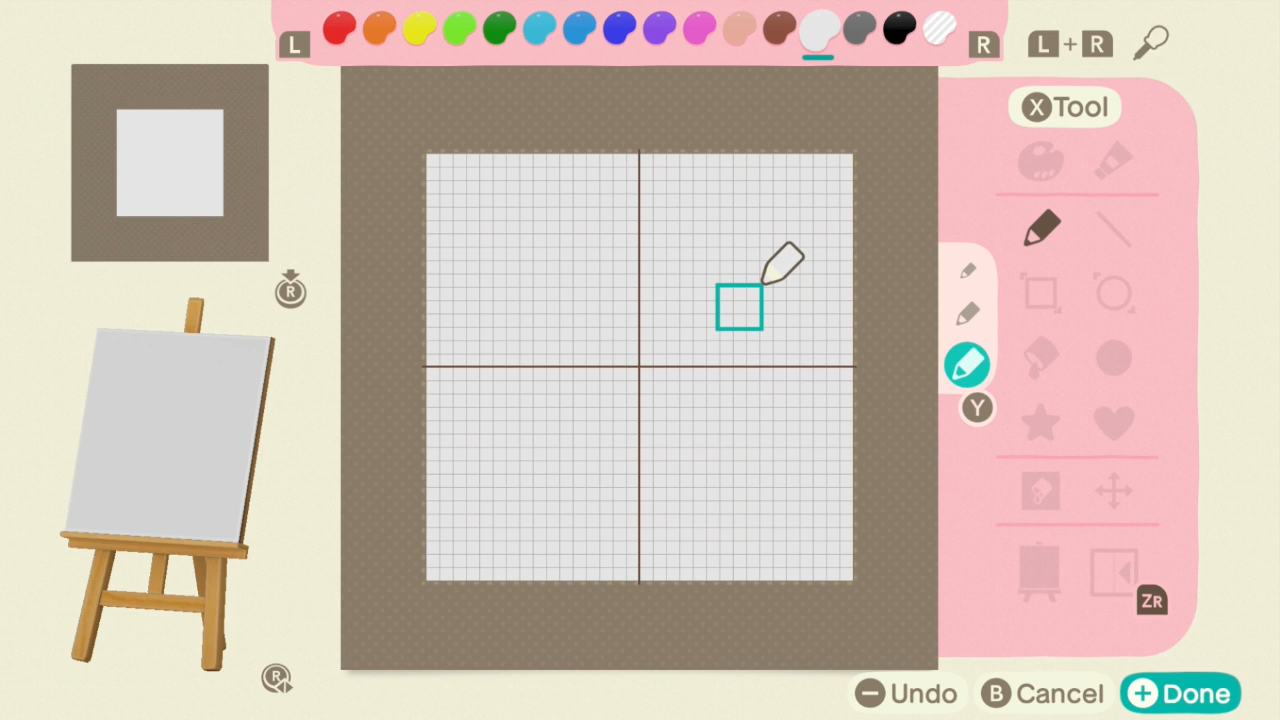 L
R
L + R
X Tool
Y
R
R
ZR
− Undo
B Cancel
+ Done